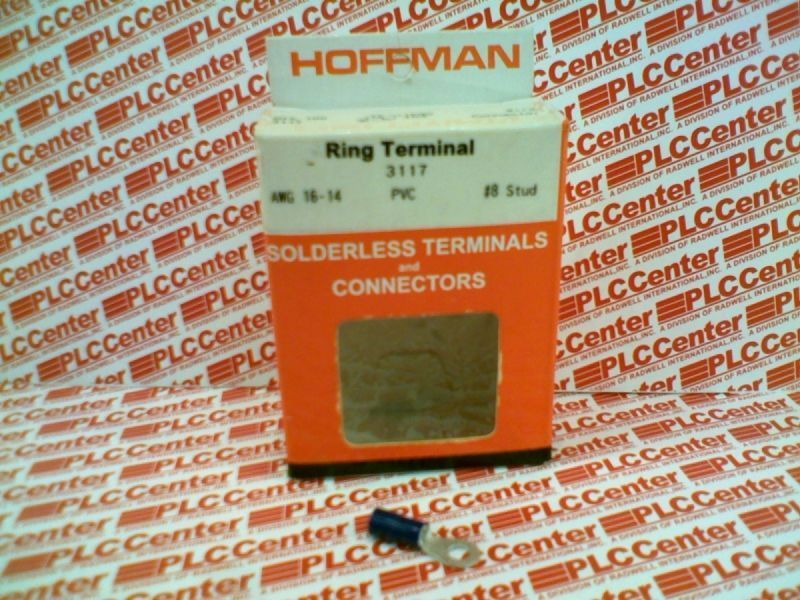 HOFFMAN
Ring Terminal
3117
AWG 16-14 PVC #8 Stud
SOLDERLESS TERMINALS
and
CONNECTORS
PLCCenter
A DIVISION OF RADWELL INTERNATIONAL, INC.